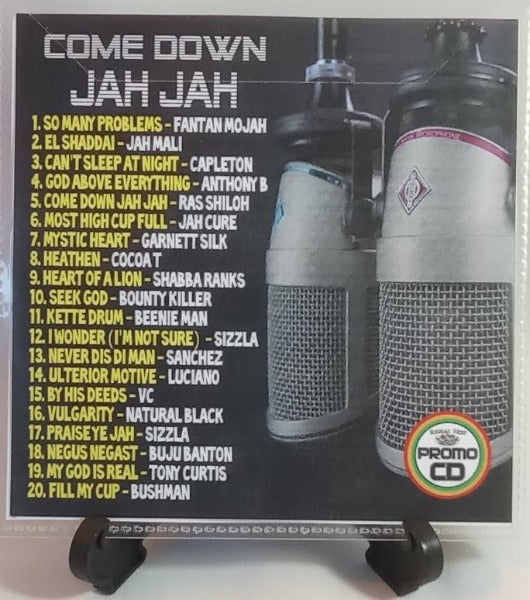 COME DOWN
JAH JAH
1. SO MANY PROBLEMS - FANTAN MOJAH
2. EL SHADDAI - JAH MALI
3. CAN'T SLEEP AT NIGHT - CAPLETON
4. GOD ABOVE EVERYTHING - ANTHONY B
5. COME DOWN JAH JAH - RAS SHILOH
6. MOST HIGH CUP FULL - JAH CURE
7. MYSTIC HEART - GARNETT SILK
8. HEATHEN - COCOA T
9. HEART OF A LION - SHABBA RANKS
10. SEEK GOD - BOUNTY KILLER
11. KETTE DRUM - BEENIE MAN
12. I WONDER (I'M NOT SURE) - SIZZLA
13. NEVER DIS DI MAN - SANCHEZ
14. ULTERIOR MOTIVE - LUCIANO
15. BY HIS DEEDS - VC
16. VULGARITY - NATURAL BLACK
17. PRAISE YE JAH - SIZZLA
18. NEGUS NEGAST - BUJU BANTON
19. MY GOD IS REAL - TONY CURTIS
20. FILL MY CUP - BUSHMAN
MICROPHONE
PROMO
CD